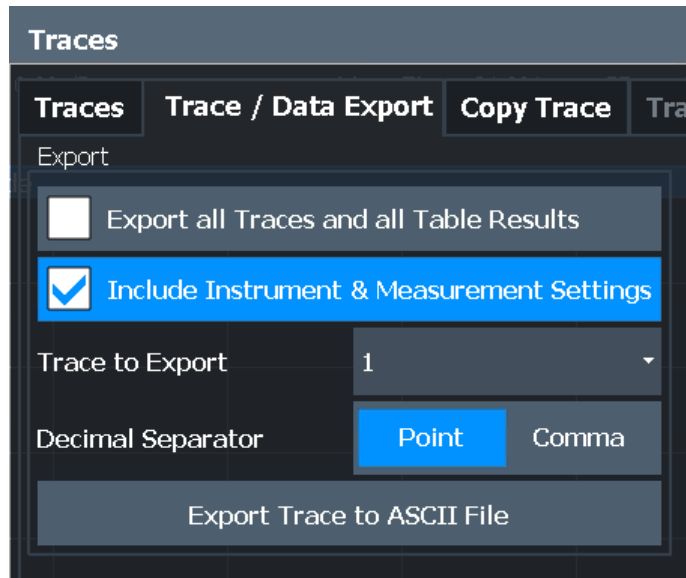 Traces
Traces Trace / Data Export Copy Trace Tra
Export
Export all Traces and all Table Results
Include Instrument & Measurement Settings
Trace to Export 1
Decimal Separator Point Comma
Export Trace to ASCII File